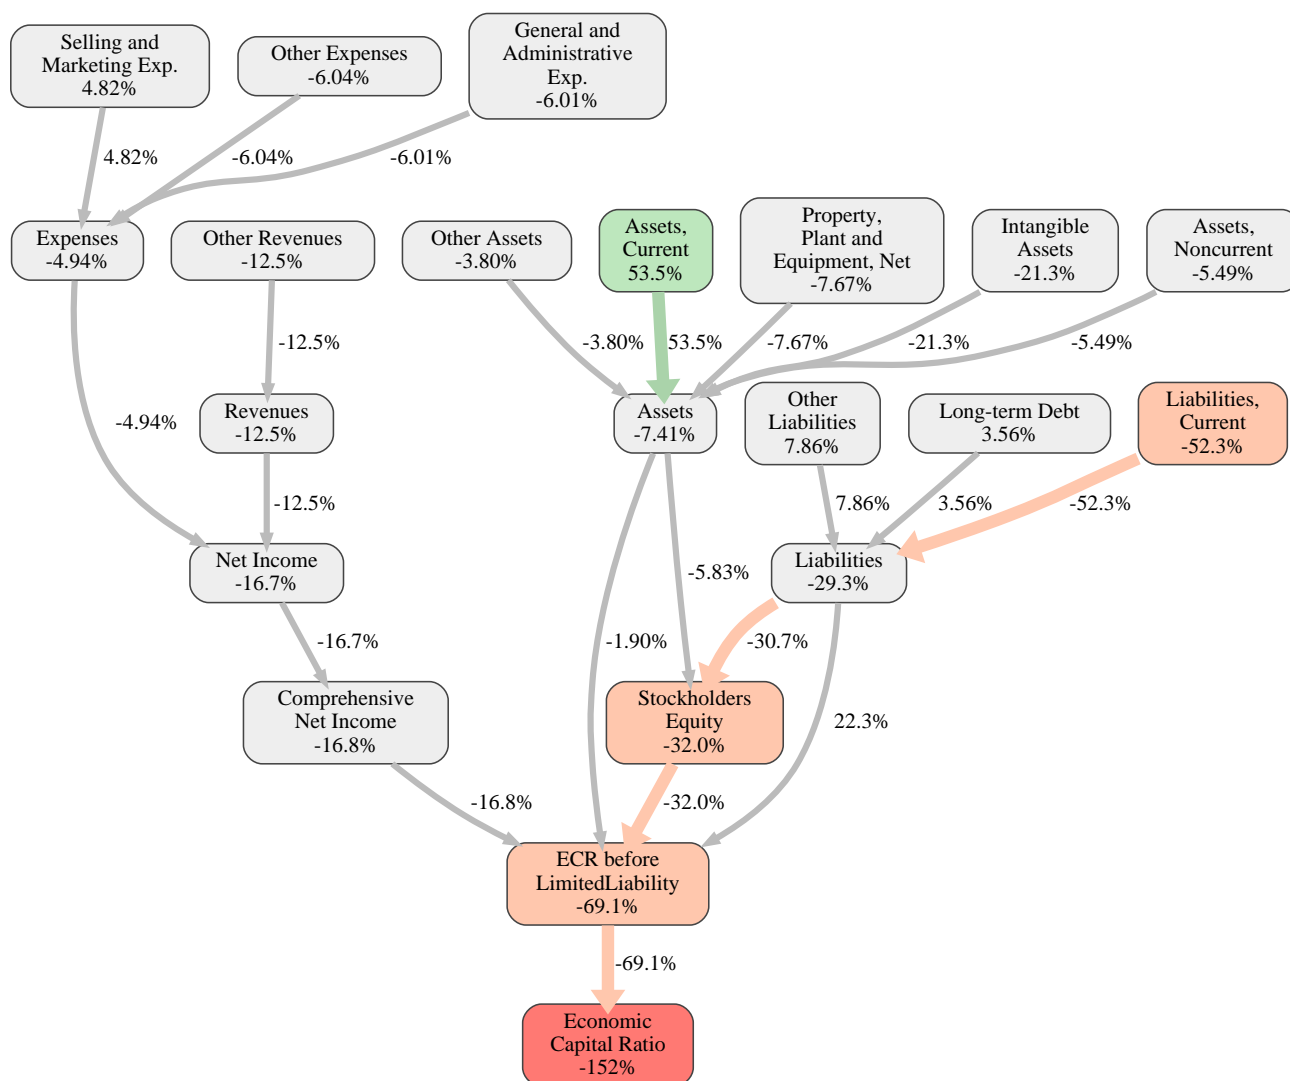 Selling and
Marketing Exp.
4.82%
Other Expenses
-6.04%
General and
Administrative
Exp.
-6.01%
4.82%
-6.04%
-6.01%
Expenses
-4.94%
Other Revenues
-12.5%
Other Assets
-3.80%
Assets,
Current
53.5%
Property,
Plant and
Equipment, Net
-7.67%
Intangible
Assets
-21.3%
Assets,
Noncurrent
-5.49%
-12.5%
-3.80%
53.5%
-7.67%
-21.3%
-5.49%
-4.94%
Revenues
-12.5%
Assets
-7.41%
Other
Liabilities
7.86%
Long-term Debt
3.56%
Liabilities,
Current
-52.3%
-12.5%
7.86%
3.56%
-52.3%
Net Income
-16.7%
-5.83%
Liabilities
-29.3%
-16.7%
-1.90%
-30.7%
Comprehensive
Net Income
-16.8%
Stockholders
Equity
-32.0%
22.3%
-16.8%
-32.0%
ECR before
LimitedLiability
-69.1%
-69.1%
Economic
Capital Ratio
-152%